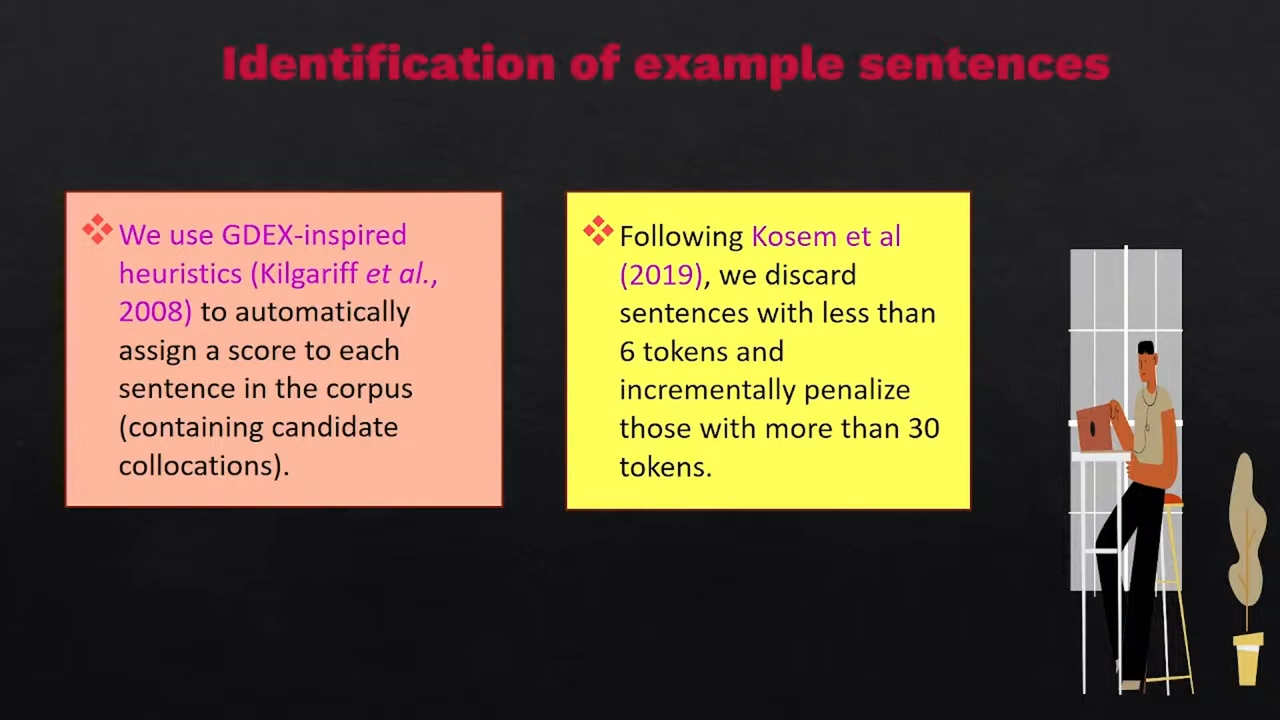 Identification of example sentences
We use GDEX-inspired
heuristics (Kilgariff et al.,
2008) to automatically
assign a score to each
sentence in the corpus
(containing candidate
collocations).
Following Kosem et al
(2019), we discard
sentences with less than
6 tokens and
incrementally penalize
those with more than 30
tokens.